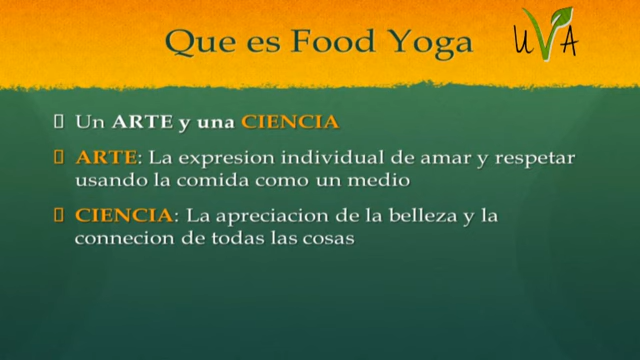 Que es Food Yoga
UVA
Un ARTE y una CIENCIA
ARTE: La expresion individual de amar y respetar
usando la comida como un medio
CIENCIA: La apreciacion de la belleza y la
connecion de todas las cosas